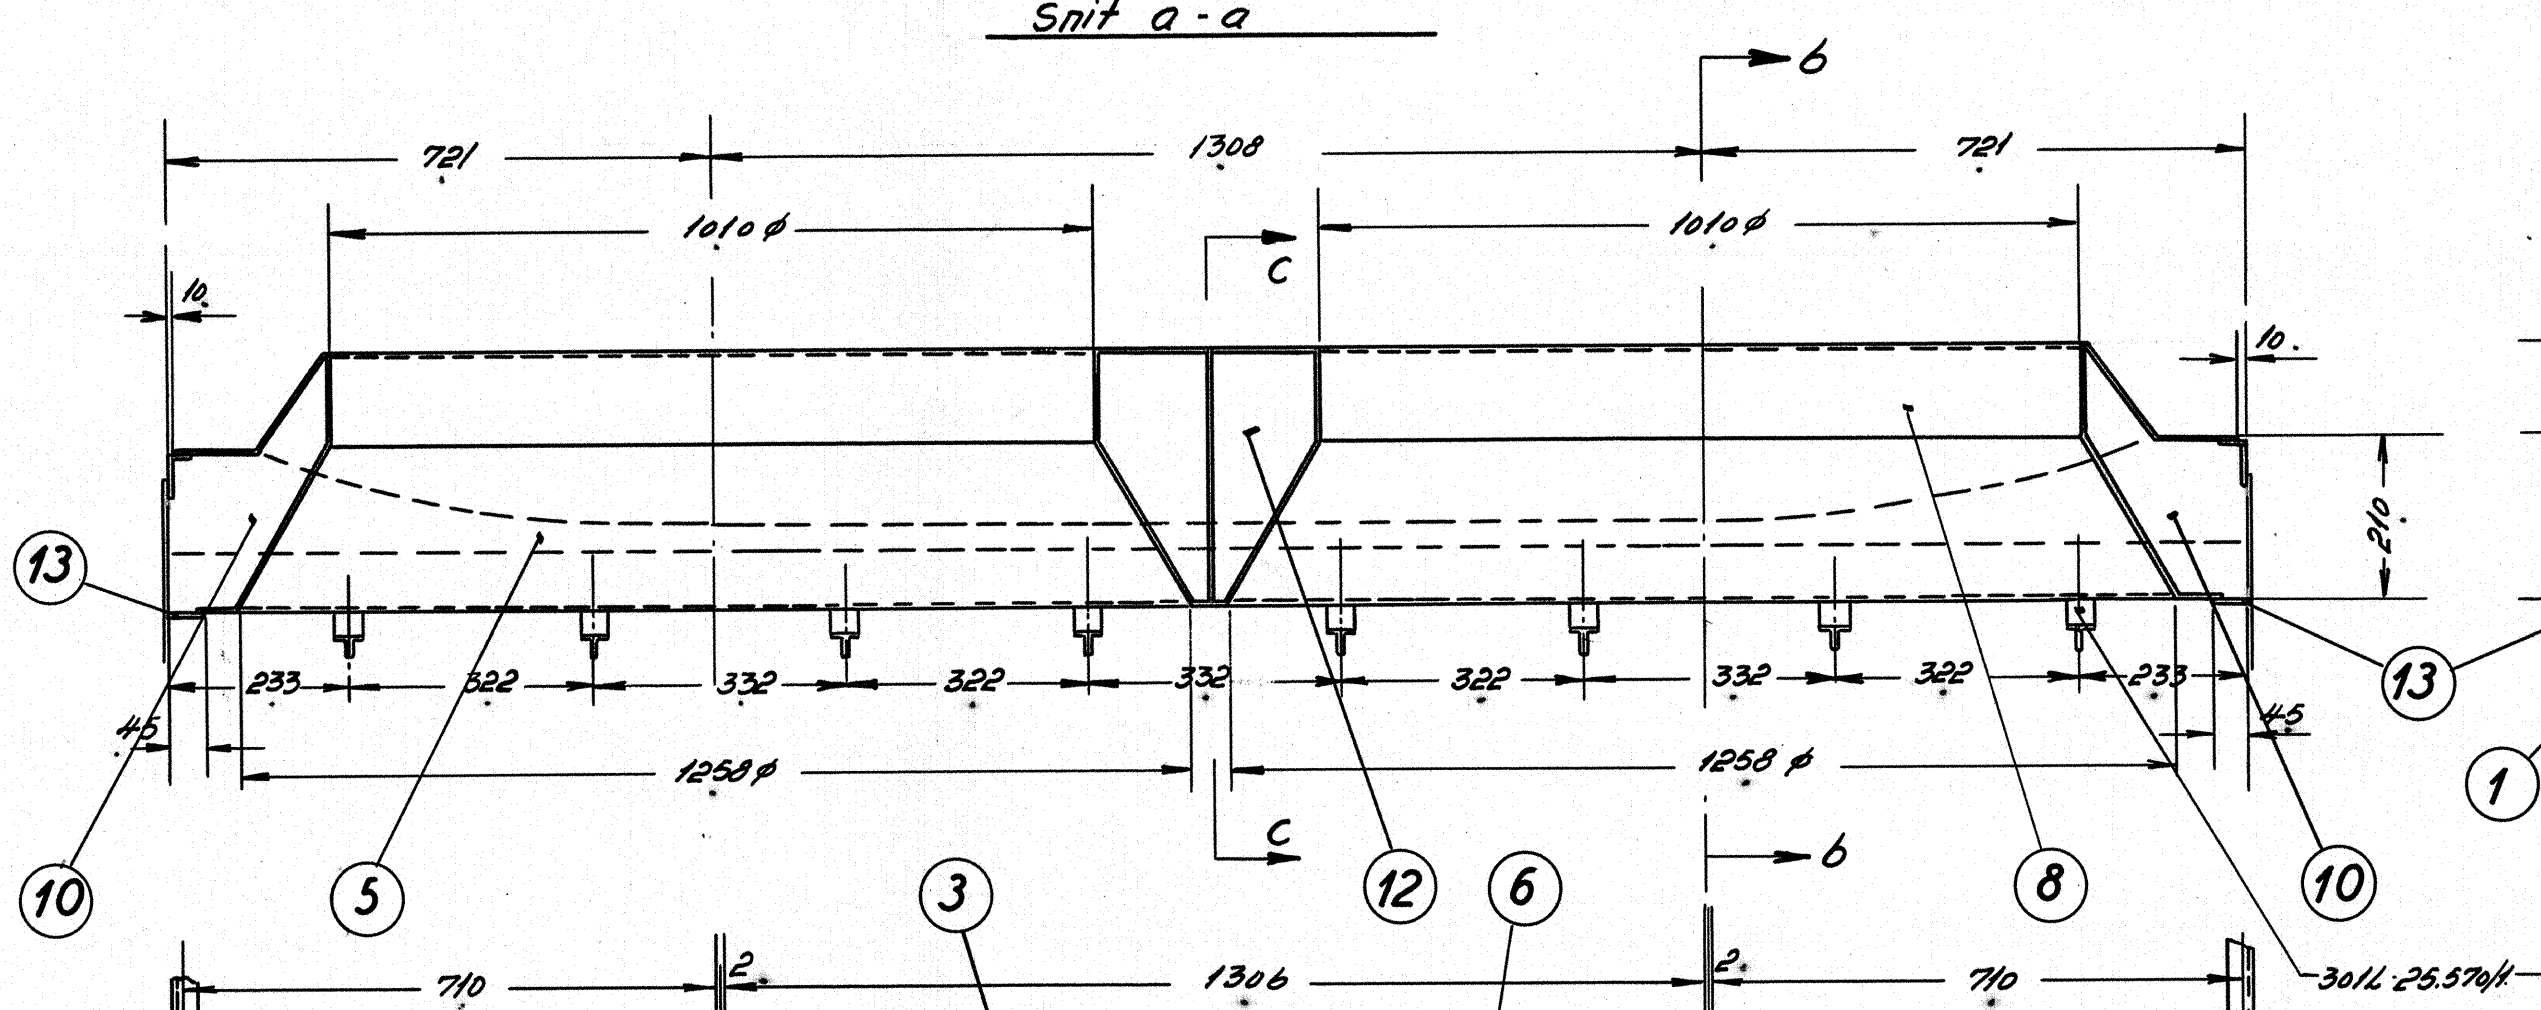 Snit a-a
b
721 1308 721
1010 ⌀ 1010 ⌀
C
10 10
210
13
233 322 332 322 332 322 332 322 233
13
45 45
1258 ⌀ 1258 ⌀
1
C b
10 5 3 12 6 8 10
710 2 1306 2 710 301L-25.570/1.